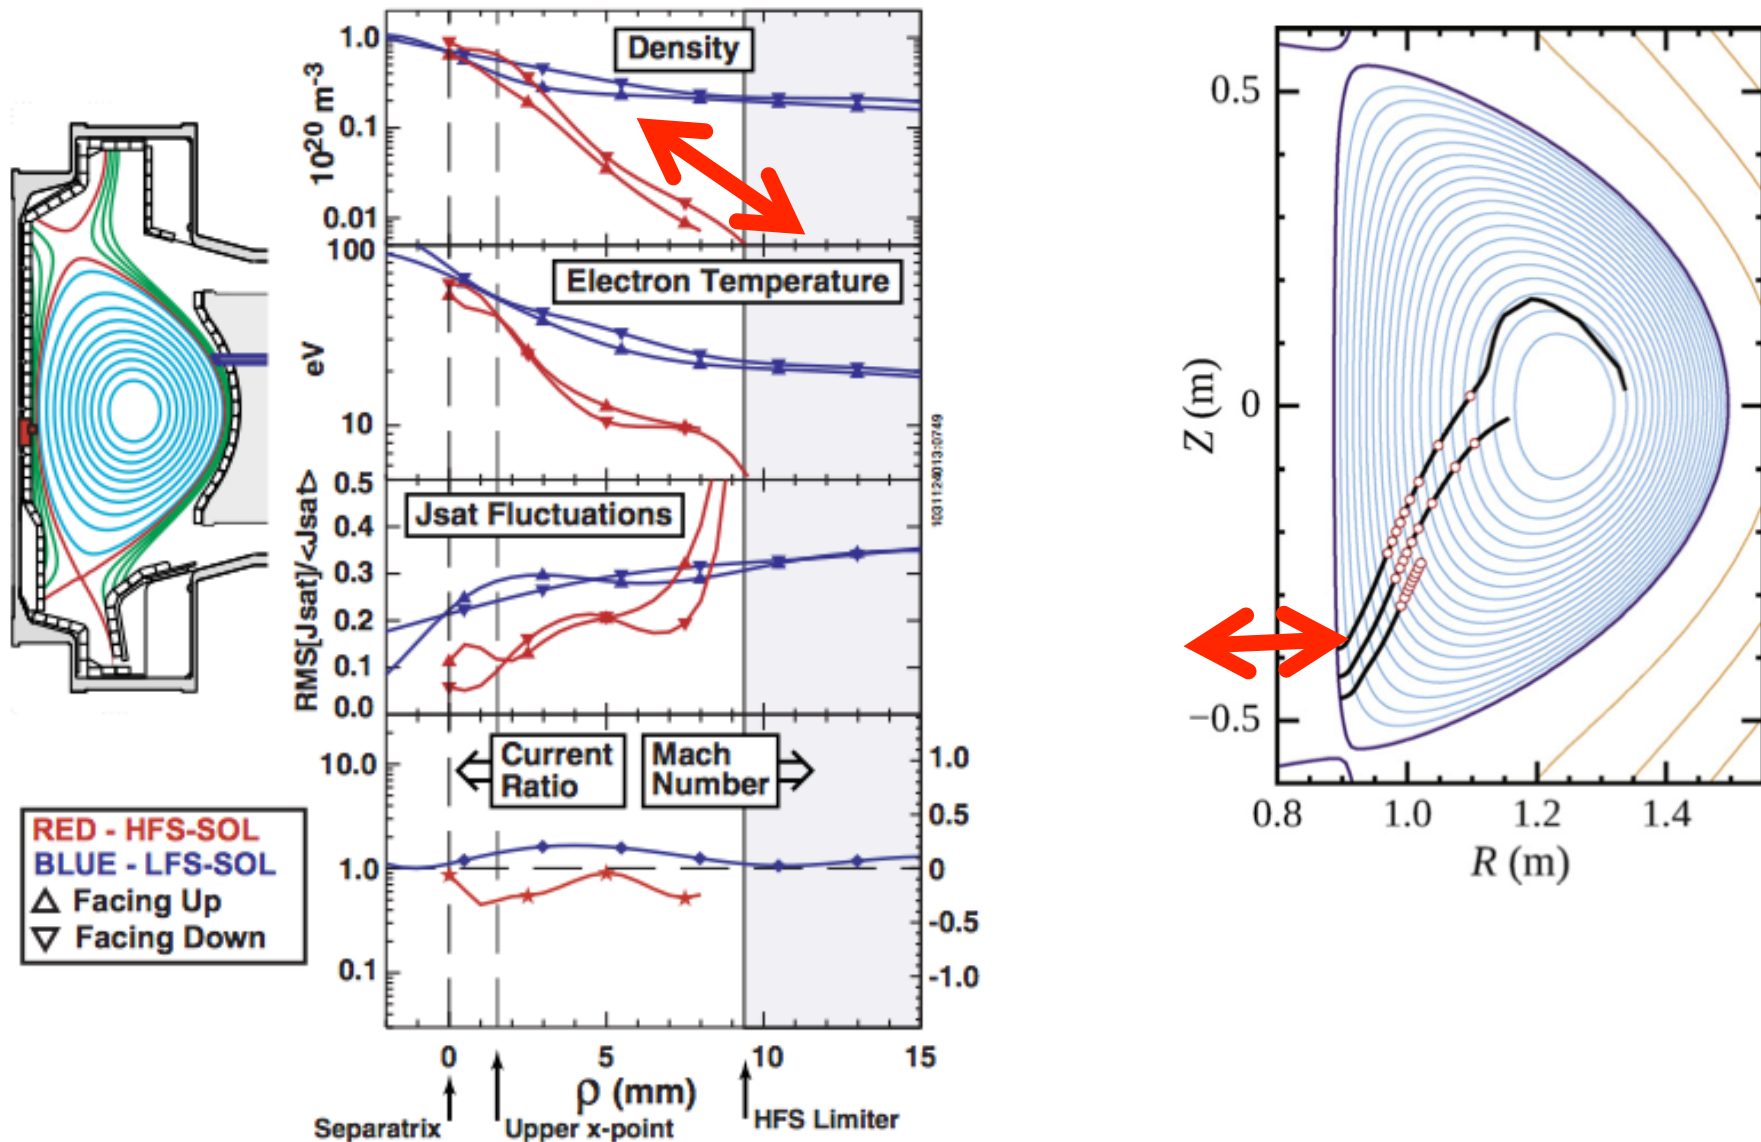 Density
1.0
0.1
0.01
10²⁰ m⁻³
Electron Temperature
100
10
eV
Jsat Fluctuations
0.5
0.4
0.3
0.2
0.1
0.0
RMS[Jsat]/<Jsat>
Current
Ratio
Mach
Number
10.0
1.0
0.1
1.0
0.5
0
-0.5
-1.0
0
5
10
15
ρ (mm)
Separatrix
Upper x-point
HFS Limiter
1031124013:0749
RED - HFS-SOL
BLUE - LFS-SOL
△ Facing Up
▽ Facing Down
0.5
0
−0.5
Z (m)
0.8
1.0
1.2
1.4
R (m)